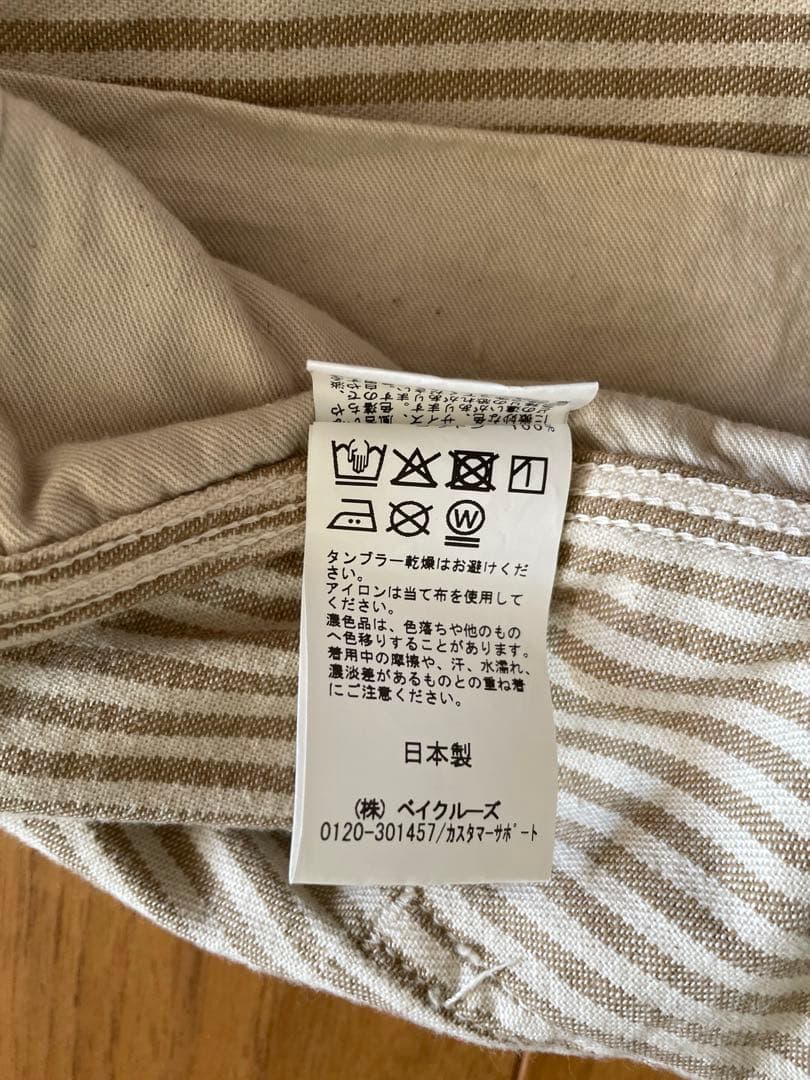 W
タンブラー乾燥はお避けくだ
さい。
アイロンは当て布を使用して
ください。
濃色品は、色落ちや他のもの
へ色移りすることがあります。
着用中の摩擦や、汗、水濡れ、
濃淡差があるものとの重ね着
にご注意ください。
日本製
(株) ベイクルーズ
0120-301457/カスタマーサポート